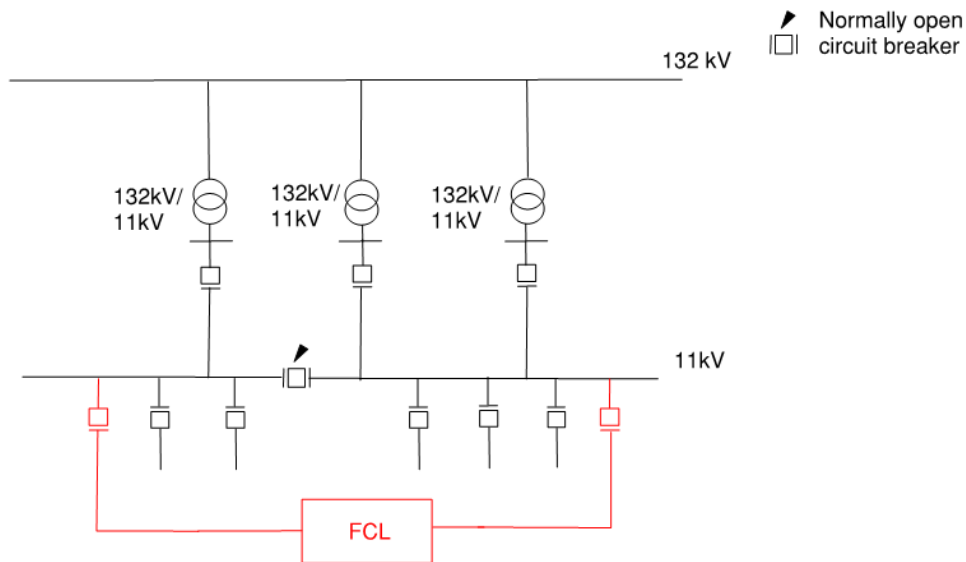 Normally open
circuit breaker
132 kV
132kV/
11kV
132kV/
11kV
132kV/
11kV
11kV
FCL